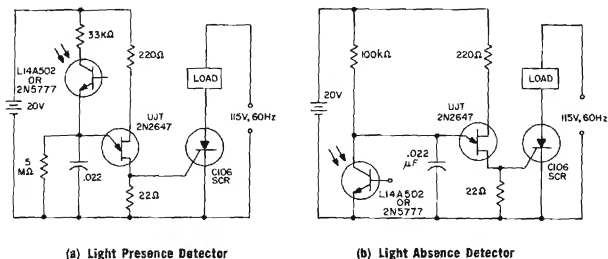 33KΩ
L14A502
OR
2N5777
220Ω
20V
UJT
2N2647
LOAD
115V, 60Hz
5
MΩ
.022
22Ω
C106
SCR
(a) Light Presence Detector
100kΩ
220Ω
20V
UJT
2N2647
LOAD
115V, 60Hz
.022
μF
L14A502
OR
2N5777
22Ω
C106
SCR
(b) Light Absence Detector